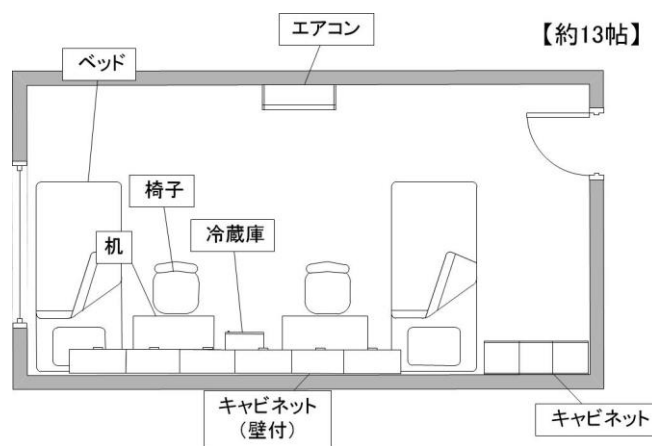 エアコン
【約13帖】
ベッド
椅子
冷蔵庫
机
キャビネット
(壁付)
キャビネット